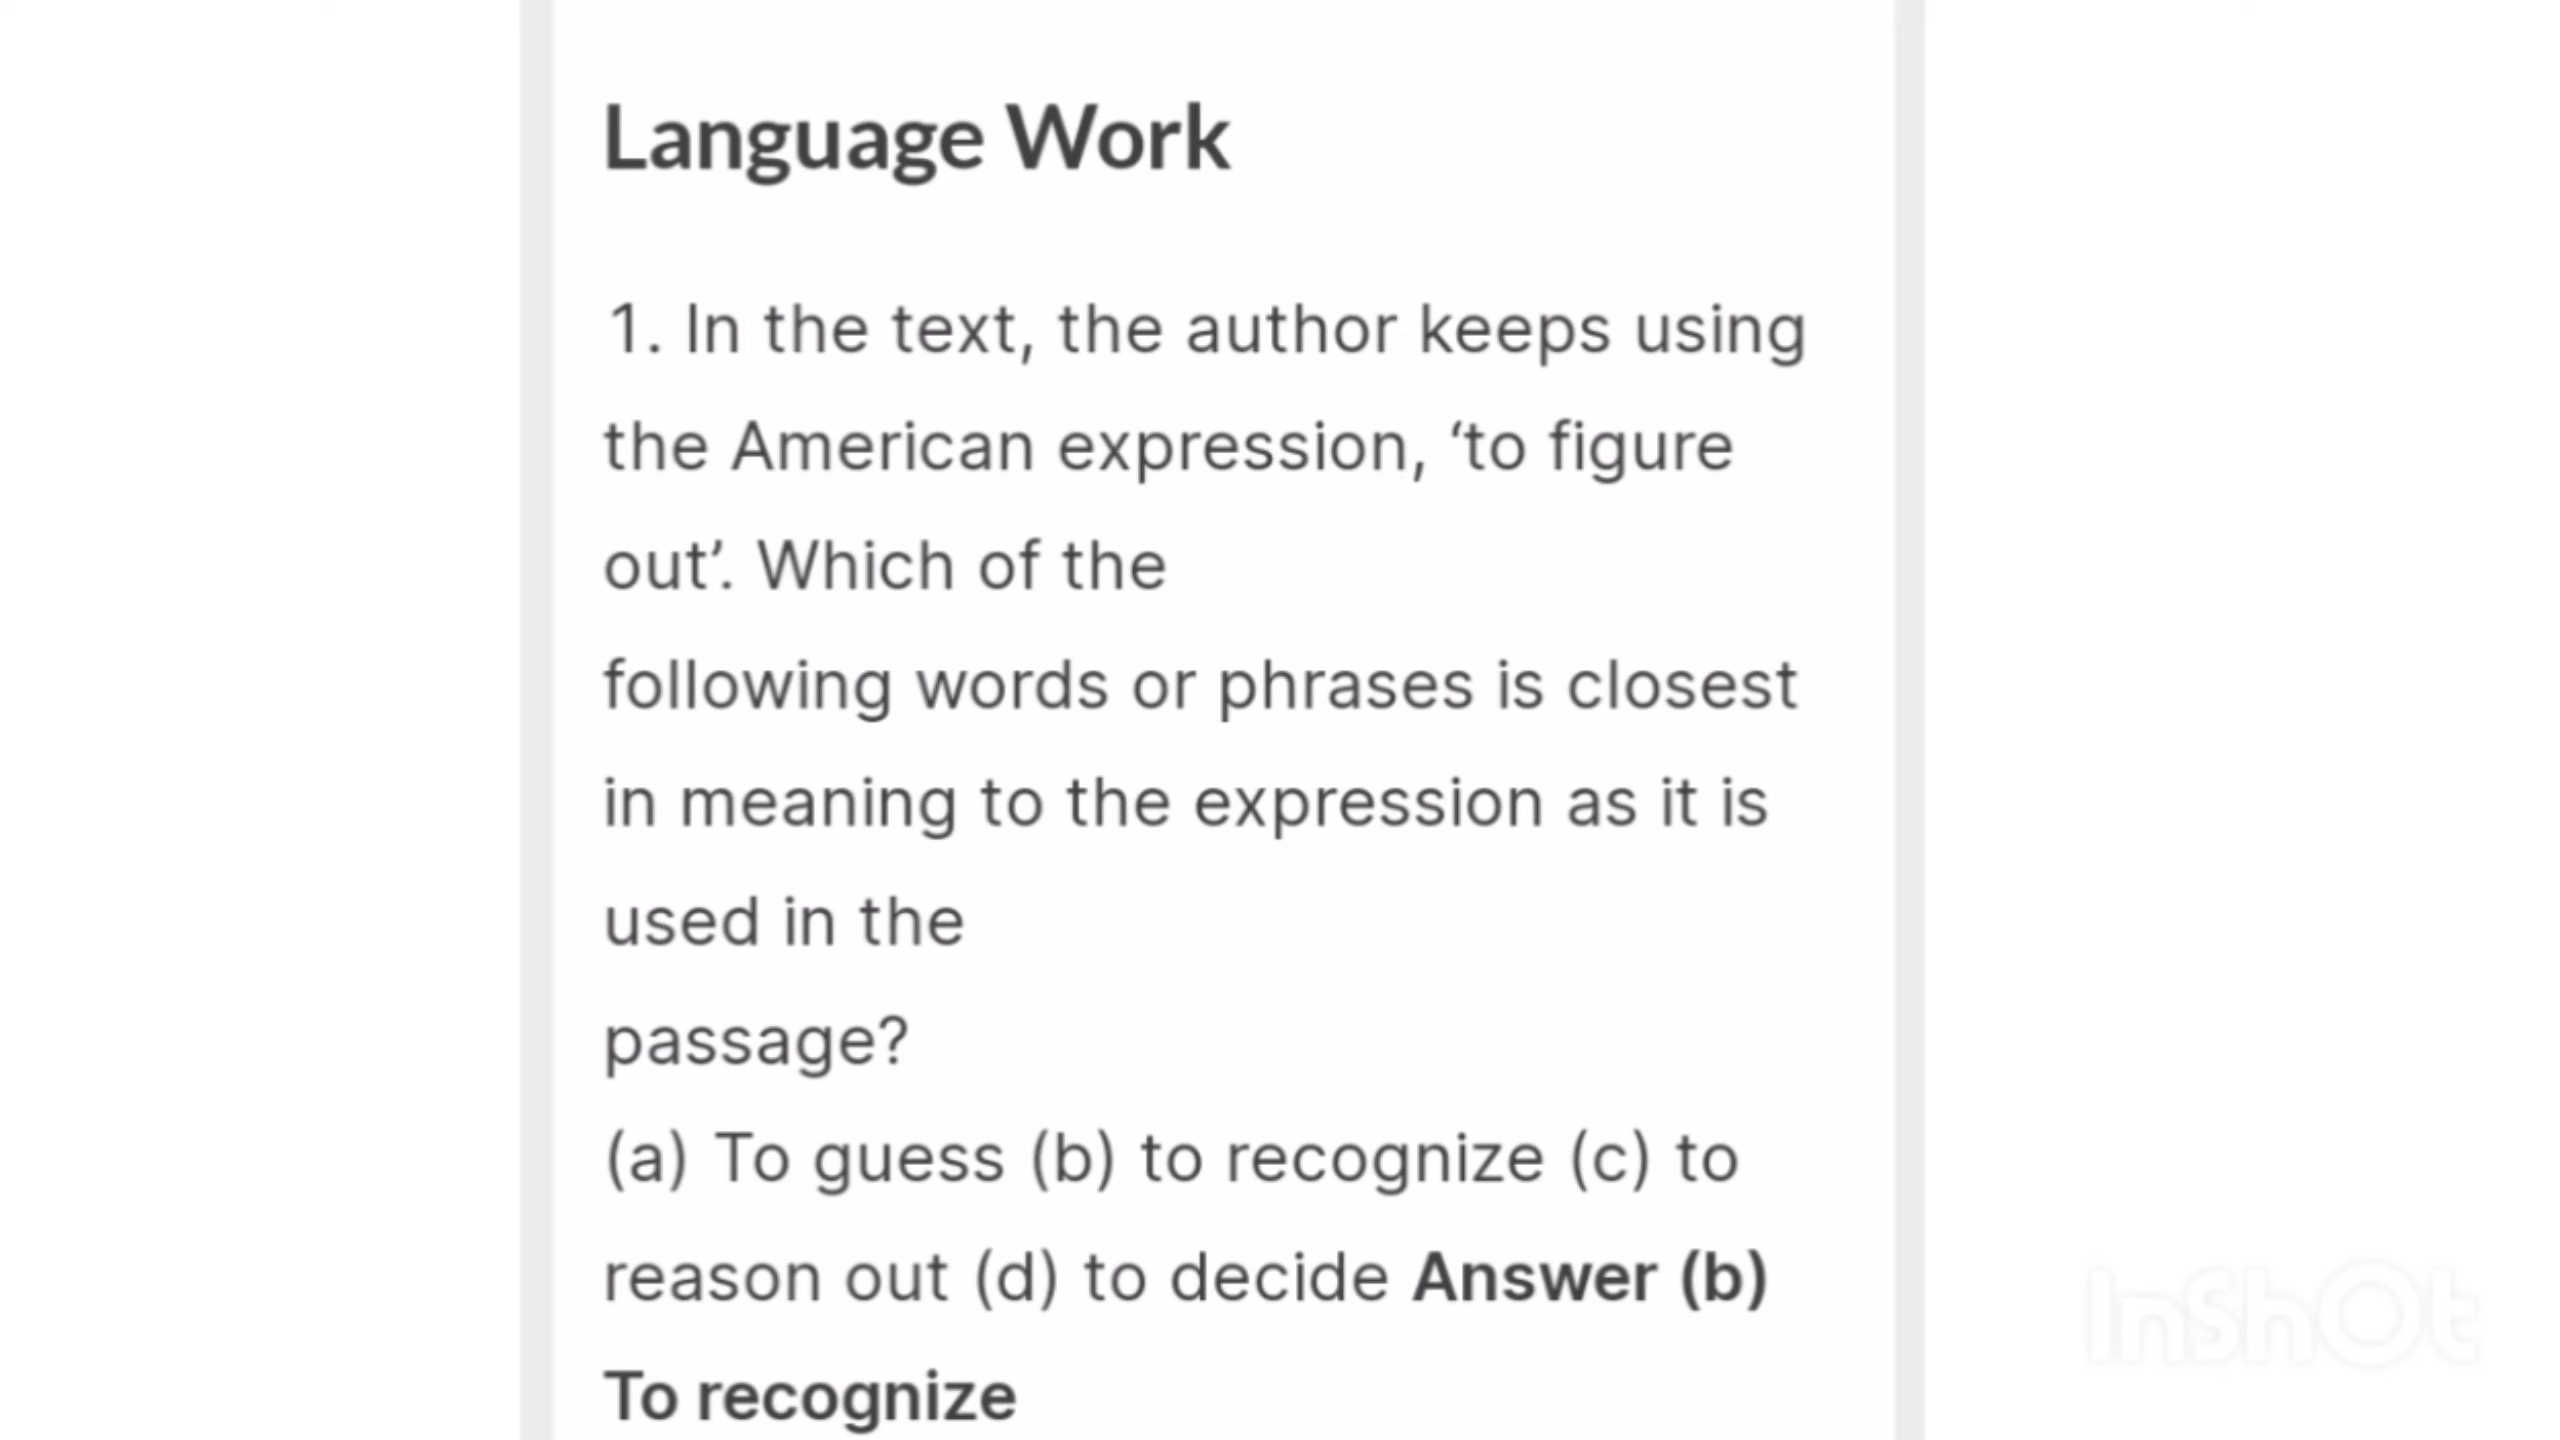 Language Work
1. In the text, the author keeps using
the American expression, ‘to figure
out’. Which of the
following words or phrases is closest
in meaning to the expression as it is
used in the
passage?
(a) To guess (b) to recognize (c) to
reason out (d) to decide Answer (b)
To recognize
InShOt